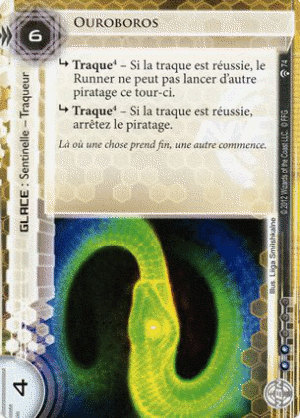 OUROBOROS
6
↳ Traque⁴ – Si la traque est réussie, le
Runner ne peut pas lancer d'autre
piratage ce tour-ci.
↳ Traque⁴ – Si la traque est réussie,
arrêtez le piratage.
Là où une chose prend fin, une autre commence.
GLACE : Sentinelle – Traqueur
74
© 2012 Wizards of the Coast LLC. © FFG
Illus. Liiga Smilshkalne
4